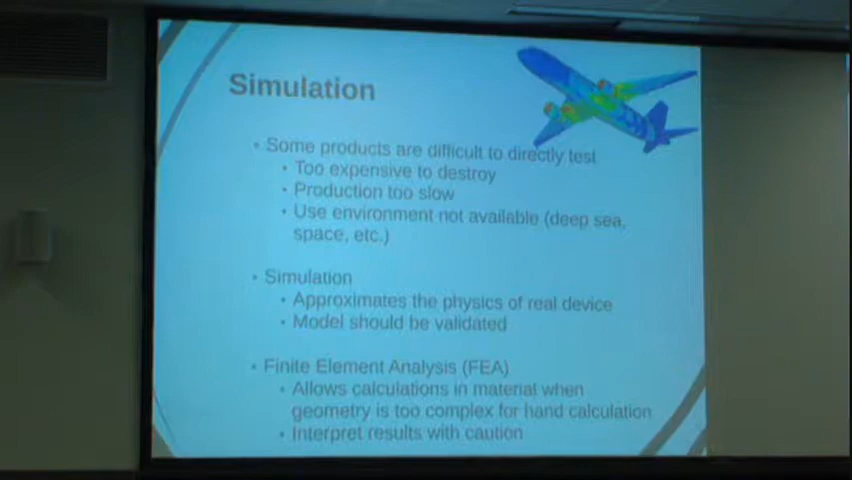 Simulation
• Some products are difficult to directly test
• Too expensive to destroy
• Production too slow
• Use environment not available (deep sea,
space, etc.)
• Simulation
• Approximates the physics of real device
• Model should be validated
• Finite Element Analysis (FEA)
• Allows calculations in material when
geometry is too complex for hand calculation
• Interpret results with caution